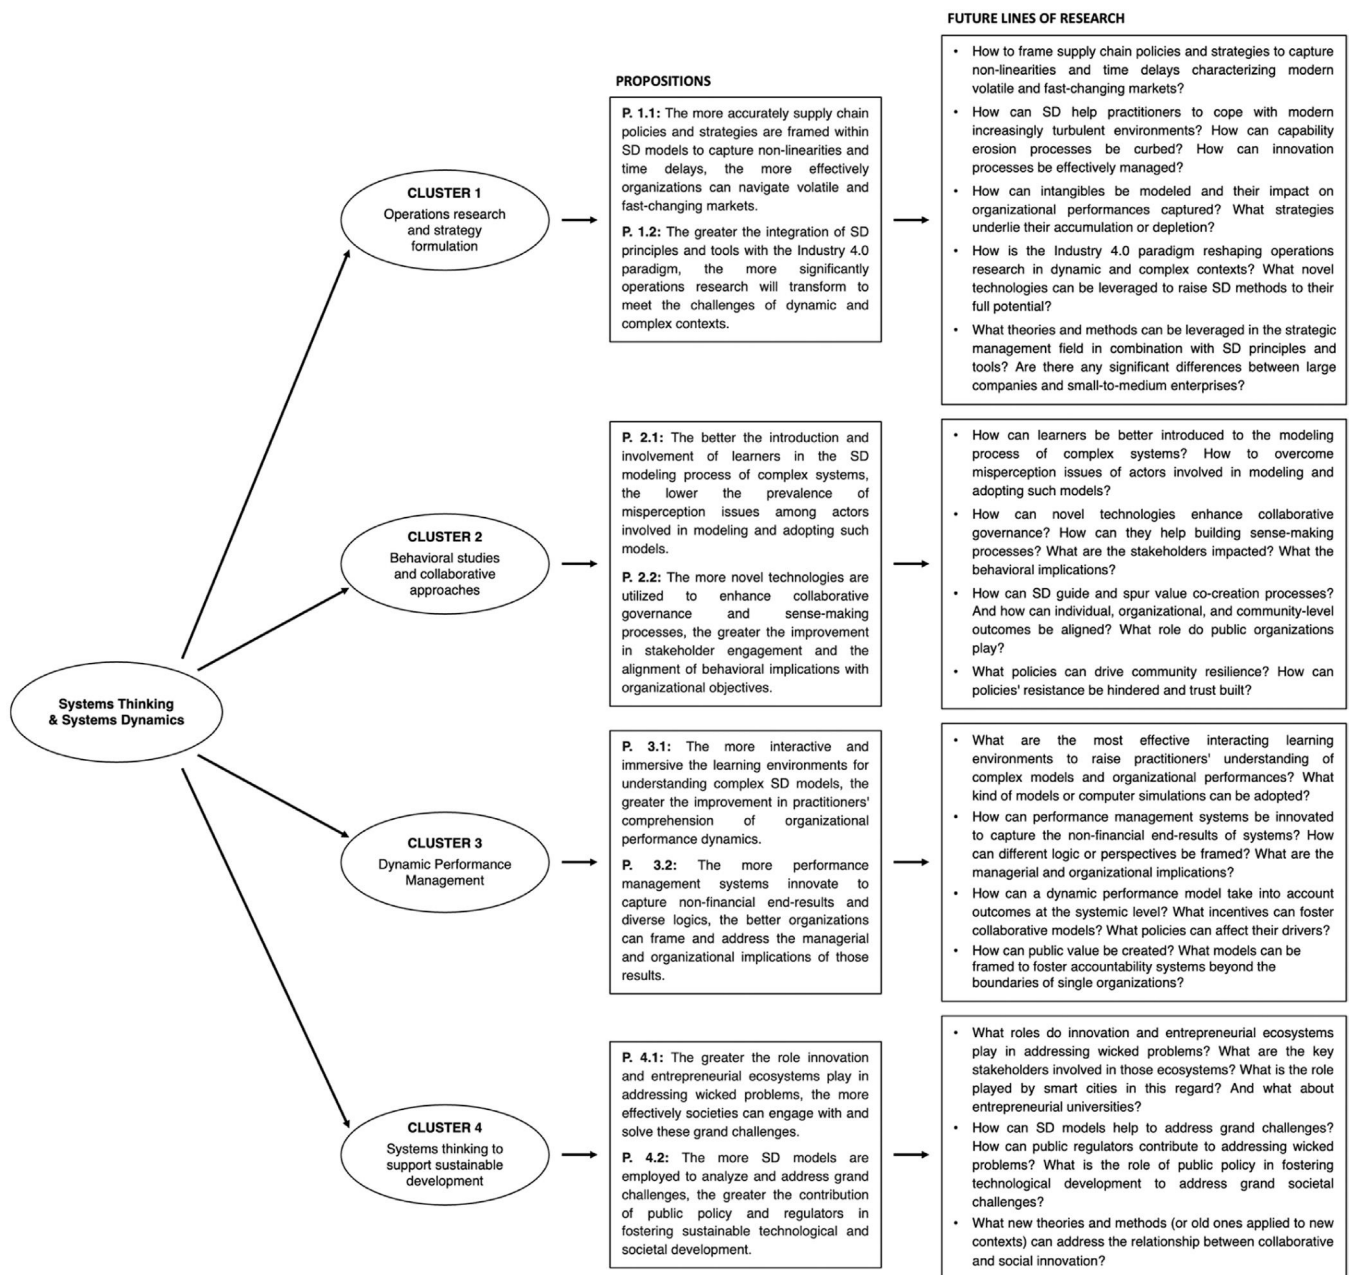 FUTURE LINES OF RESEARCH
PROPOSITIONS
Systems Thinking
& Systems Dynamics
CLUSTER 1
Operations research
and strategy
formulation
P. 1.1: The more accurately supply chain
policies and strategies are framed within
SD models to capture non-linearities and
time delays, the more effectively
organizations can navigate volatile and
fast-changing markets.
P. 1.2: The greater the integration of SD
principles and tools with the Industry 4.0
paradigm, the more significantly
operations research will transform to
meet the challenges of dynamic and
complex contexts.
• How to frame supply chain policies and strategies to capture
non-linearities and time delays characterizing modern
volatile and fast-changing markets?
• How can SD help practitioners to cope with modern
increasingly turbulent environments? How can capability
erosion processes be curbed? How can innovation
processes be effectively managed?
• How can intangibles be modeled and their impact on
organizational performances captured? What strategies
underlie their accumulation or depletion?
• How is the Industry 4.0 paradigm reshaping operations
research in dynamic and complex contexts? What novel
technologies can be leveraged to raise SD methods to their
full potential?
• What theories and methods can be leveraged in the strategic
management field in combination with SD principles and
tools? Are there any significant differences between large
companies and small-to-medium enterprises?
CLUSTER 2
Behavioral studies
and collaborative
approaches
P. 2.1: The better the introduction and
involvement of learners in the SD
modeling process of complex systems,
the lower the prevalence of
misperception issues among actors
involved in modeling and adopting such
models.
P. 2.2: The more novel technologies are
utilized to enhance collaborative
governance and sense-making
processes, the greater the improvement
in stakeholder engagement and the
alignment of behavioral implications with
organizational objectives.
• How can learners be better introduced to the modeling
process of complex systems? How to overcome
misperception issues of actors involved in modeling and
adopting such models?
• How can novel technologies enhance collaborative
governance? How can they help building sense-making
processes? What are the stakeholders impacted? What the
behavioral implications?
• How can SD guide and spur value co-creation processes?
And how can individual, organizational, and community-level
outcomes be aligned? What role do public organizations
play?
• What policies can drive community resilience? How can
policies' resistance be hindered and trust built?
CLUSTER 3
Dynamic Performance
Management
P. 3.1: The more interactive and
immersive the learning environments for
understanding complex SD models, the
greater the improvement in practitioners'
comprehension of organizational
performance dynamics.
P. 3.2: The more performance
management systems innovate to
capture non-financial end-results and
diverse logics, the better organizations
can frame and address the managerial
and organizational implications of those
results.
• What are the most effective interacting learning
environments to raise practitioners' understanding of
complex models and organizational performances? What
kind of models or computer simulations can be adopted?
• How can performance management systems be innovated
to capture the non-financial end-results of systems? How
can different logic or perspectives be framed? What are the
managerial and organizational implications?
• How can a dynamic performance model take into account
outcomes at the systemic level? What incentives can foster
collaborative models? What policies can affect their drivers?
• How can public value be created? What models can be
framed to foster accountability systems beyond the
boundaries of single organizations?
CLUSTER 4
Systems thinking to
support sustainable
development
P. 4.1: The greater the role innovation
and entrepreneurial ecosystems play in
addressing wicked problems, the more
effectively societies can engage with and
solve these grand challenges.
P. 4.2: The more SD models are
employed to analyze and address grand
challenges, the greater the contribution
of public policy and regulators in
fostering sustainable technological and
societal development.
• What roles do innovation and entrepreneurial ecosystems
play in addressing wicked problems? What are the key
stakeholders involved in those ecosystems? What is the role
played by smart cities in this regard? And what about
entrepreneurial universities?
• How can SD models help to address grand challenges?
How can public regulators contribute to addressing wicked
problems? What is the role of public policy in fostering
technological development to address grand societal
challenges?
• What new theories and methods (or old ones applied to new
contexts) can address the relationship between collaborative
and social innovation?